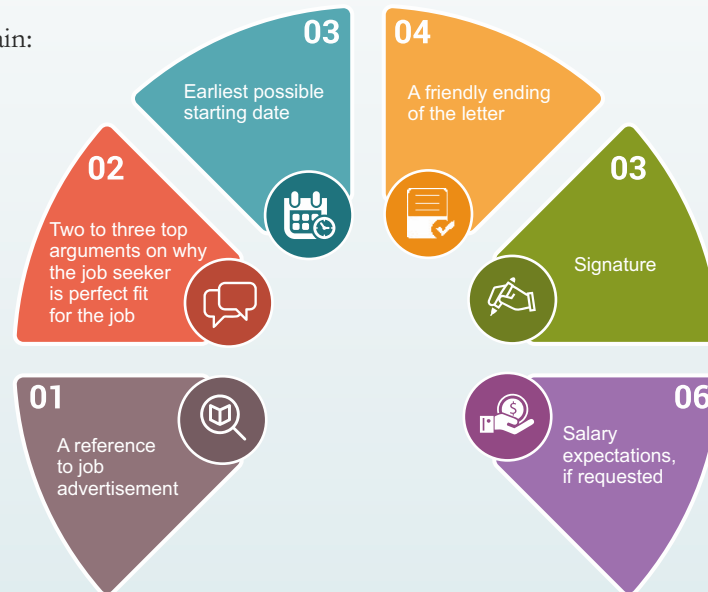 ain:
01
A reference
to job
advertisement
02
Two to three top
arguments on why
the job seeker
is perfect fit
for the job
03
Earliest possible
starting date
04
A friendly ending
of the letter
03
Signature
06
Salary
expectations,
if requested
$